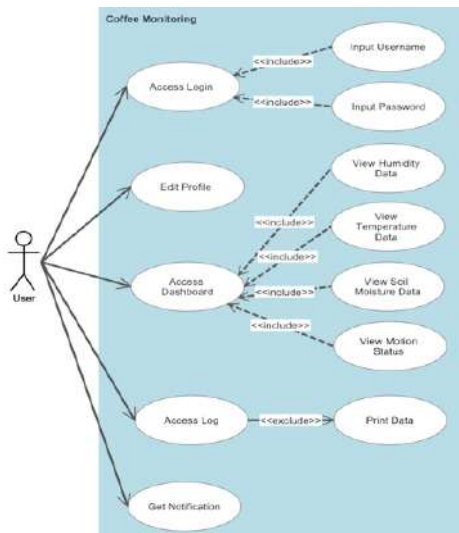 Coffee Monitoring
Input Username
<<include>>
Access Login
<<include>>
Input Password
View Humidity
Data
Edit Profile
<<include>>
View
Temperature
Data
<<include>>
User
Access
Dashboard
<<include>>
View Soil
Moisture Data
<<include>>
View Motion
Status
Access Log
<<exclude>>
Print Data
Get Notification